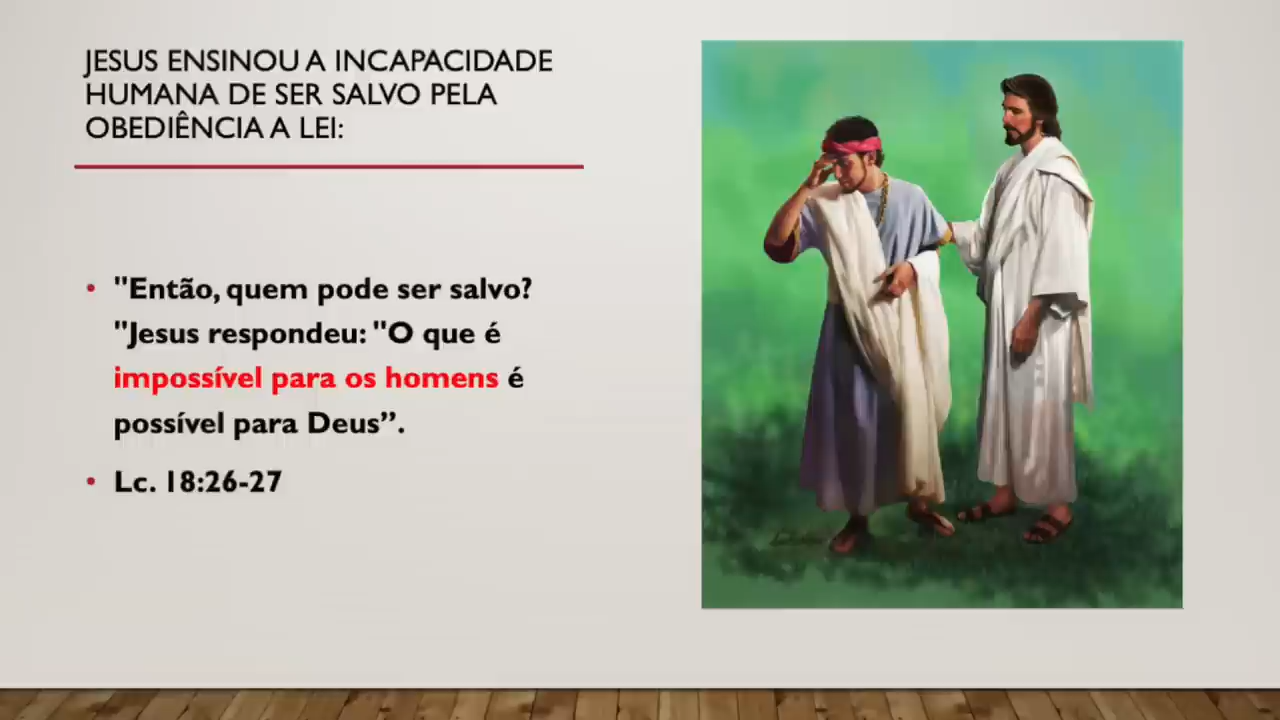 JESUS ENSINOU A INCAPACIDADE
HUMANA DE SER SALVO PELA
OBEDIÊNCIA A LEI:
• "Então, quem pode ser salvo?
"Jesus respondeu: "O que é
impossível para os homens é
possível para Deus”.
• Lc. 18:26-27